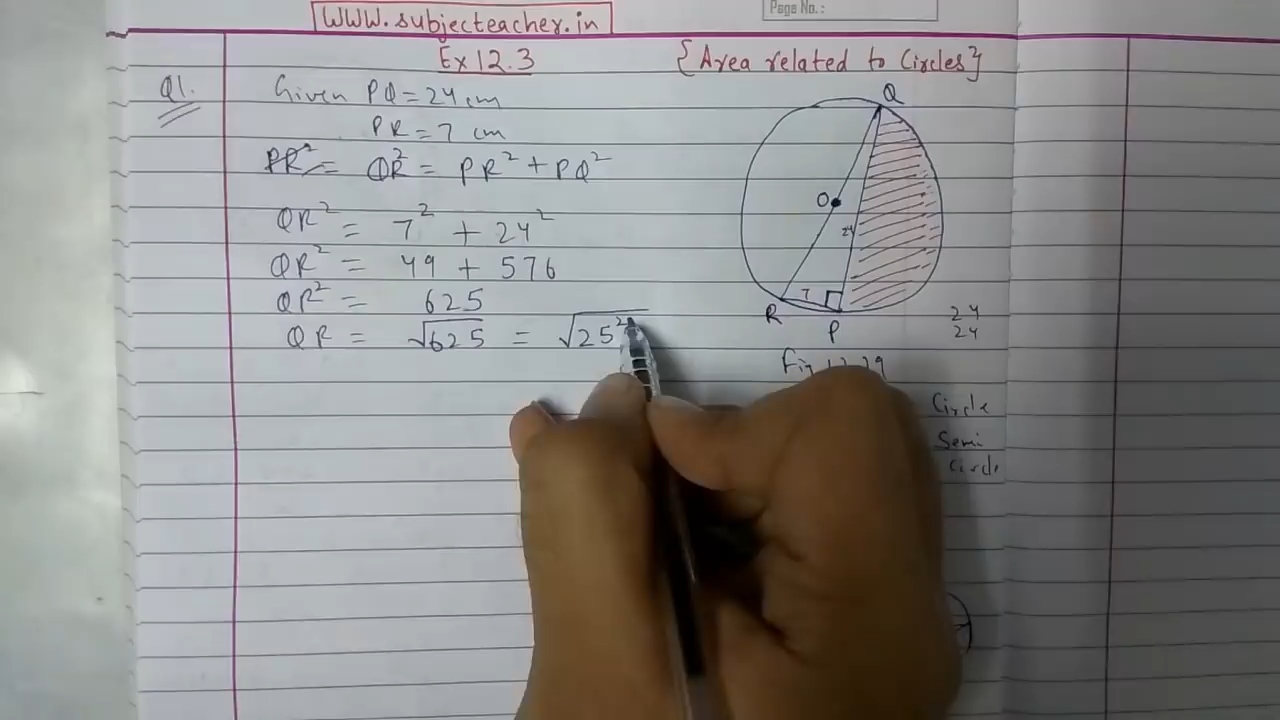 Page No.:
WWW.subjecteacher.in
Ex 12.3
{Area related to Circles}
Q1.
Given PQ = 24 cm
PR = 7 cm
PR² = QR² = PR² + PQ²
QR² = 7² + 24²
QR² = 49 + 576
QR² = 625
QR = √625 = √25²
Q
O
24
7
R
P
24
24
Circle
Semi
Circle